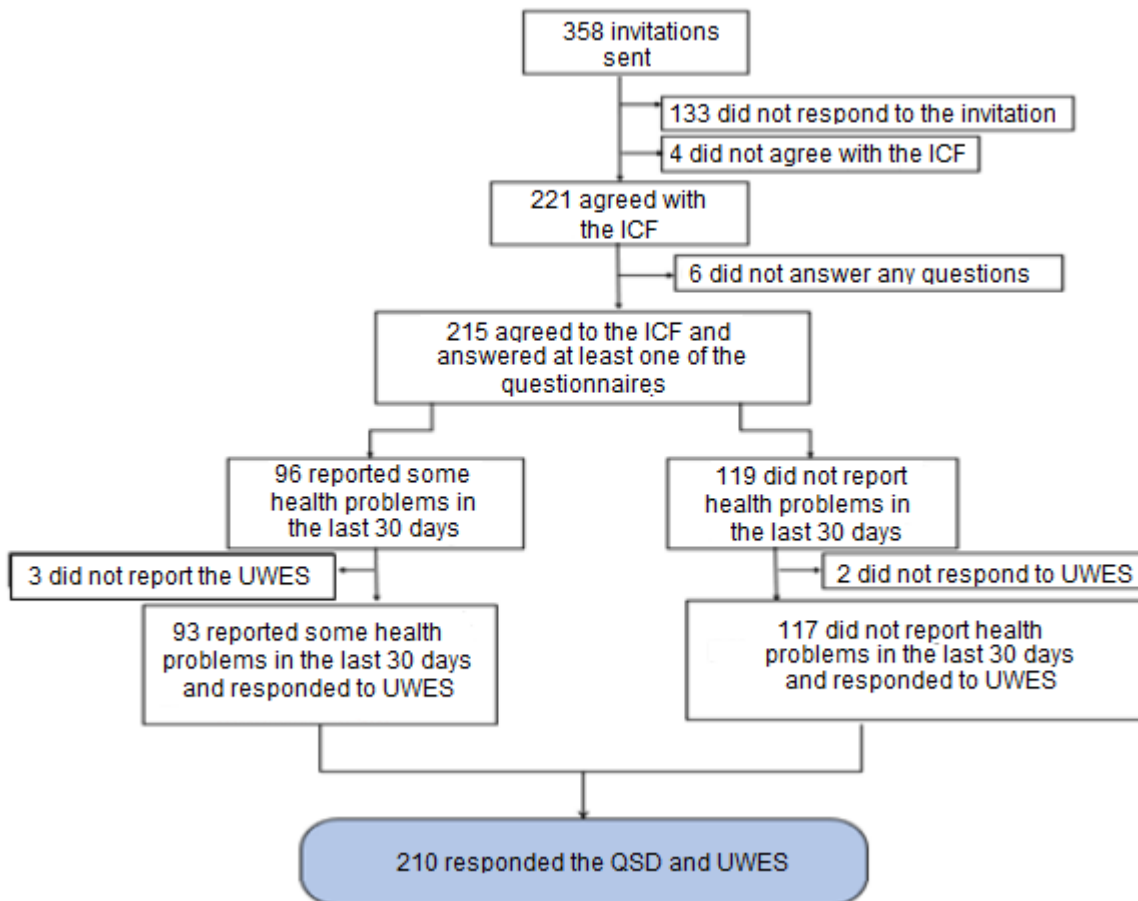 358 invitations
sent
133 did not respond to the invitation
4 did not agree with the ICF
221 agreed with
the ICF
6 did not answer any questions
215 agreed to the ICF and
answered at least one of the
questionnaires
96 reported some
health problems in
the last 30 days
119 did not report
health problems in
the last 30 days
3 did not report the UWES
2 did not respond to UWES
93 reported some health
problems in the last 30 days
and responded to UWES
117 did not report health
problems in the last 30 days
and responded to UWES
210 responded the QSD and UWES